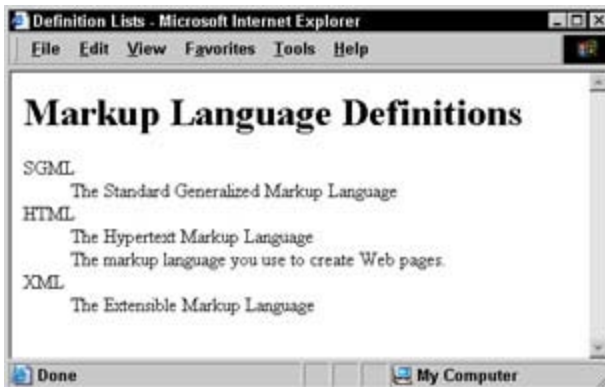 Definition Lists - Microsoft Internet Explorer
File Edit View Favorites Tools Help
Markup Language Definitions
SGML
The Standard Generalized Markup Language
HTML
The Hypertext Markup Language
The markup language you use to create Web pages.
XML
The Extensible Markup Language
Done My Computer